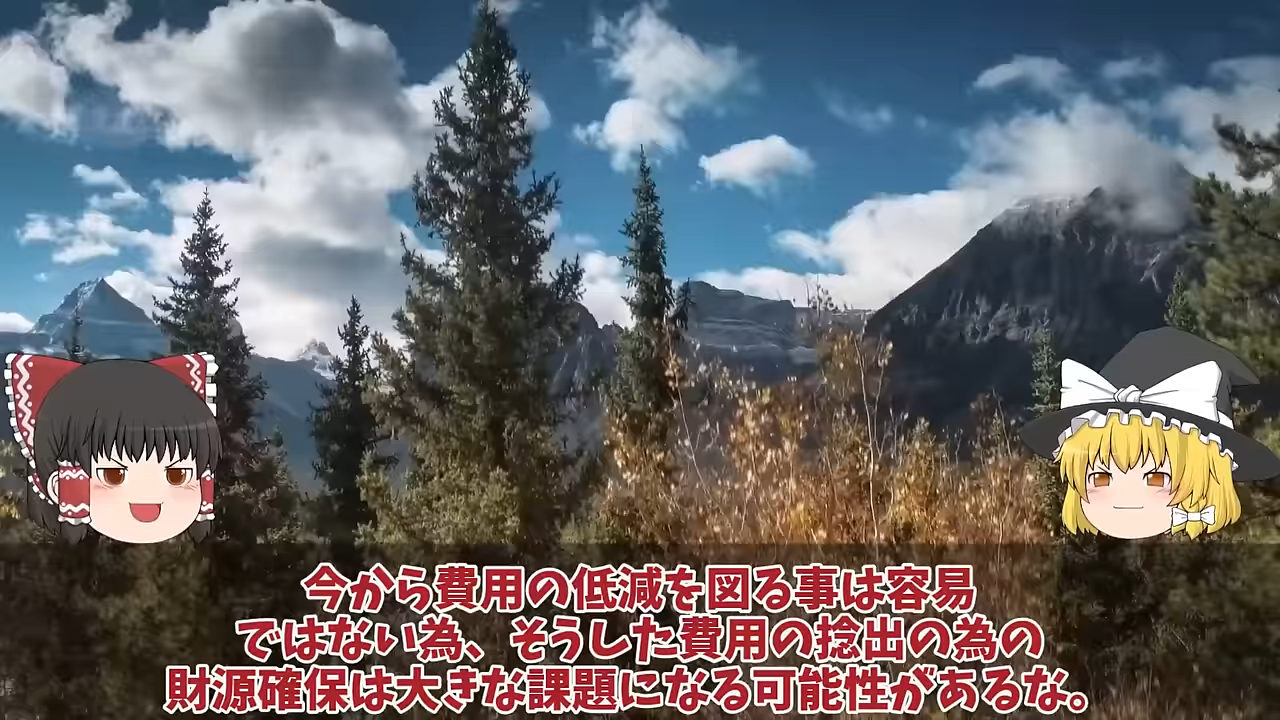 今から費用の低減を図る事は容易
ではない為、そうした費用の捻出の為の
財源確保は大きな課題になる可能性があるな。